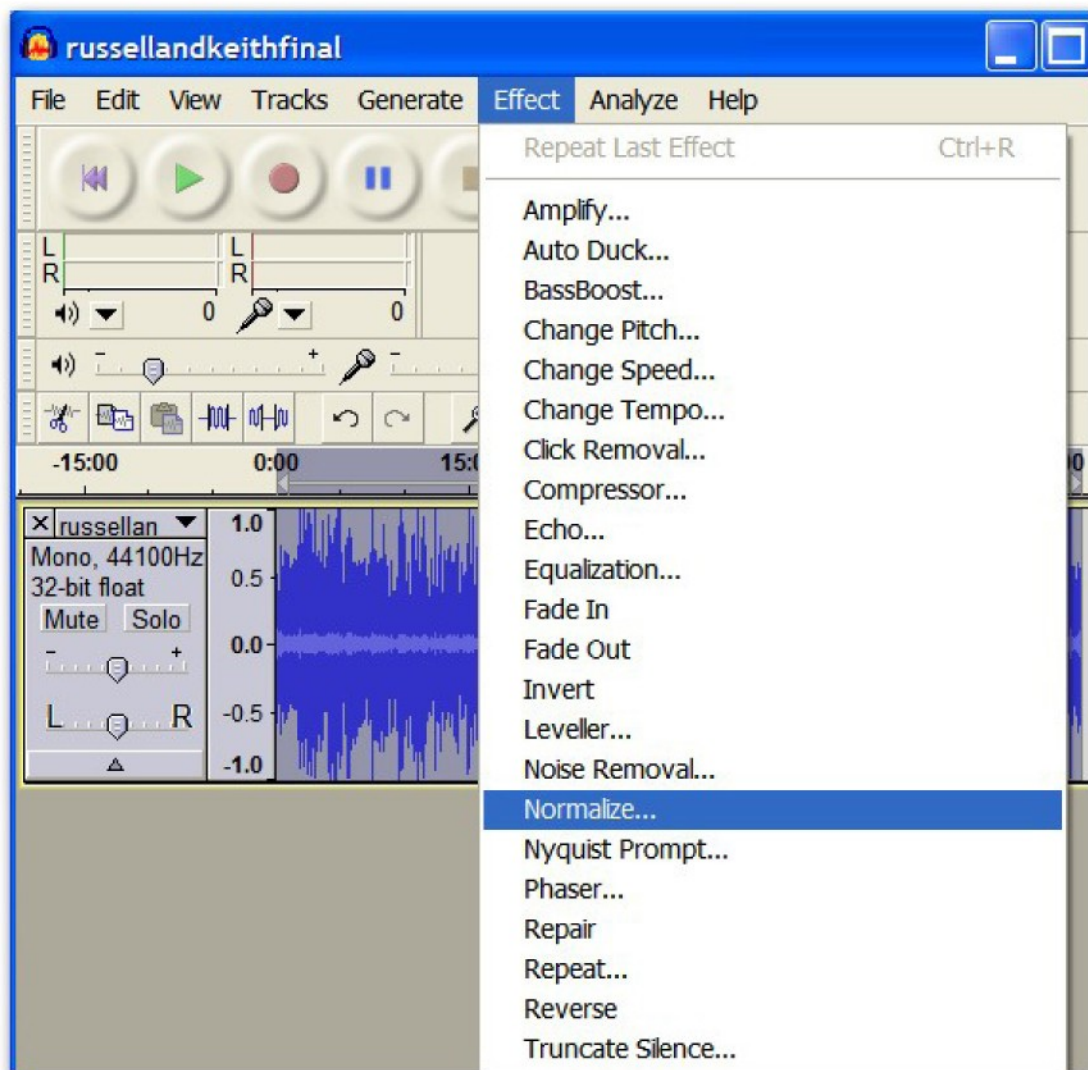 russellandkeithfinal
File Edit View Tracks Generate Effect Analyze Help
Repeat Last Effect Ctrl+R
Amplify...
Auto Duck...
BassBoost...
Change Pitch...
Change Speed...
Change Tempo...
Click Removal...
Compressor...
Echo...
Equalization...
Fade In
Fade Out
Invert
Leveller...
Noise Removal...
Normalize...
Nyquist Prompt...
Phaser...
Repair
Repeat...
Reverse
Truncate Silence...
L L
R R
0 0
- + -
-15:00 0:00
X russellan
Mono, 44100Hz
32-bit float
Mute Solo
- +
L R
1.0
0.5
0.0
-0.5
-1.0